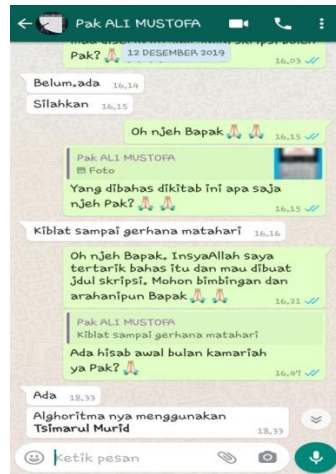 Pak ALI MUSTOFA
12 DESEMBER 2019
Pak? 16,03
Belum,ada 16,14
Silahkan 16,15
Oh njeh Bapak 16,15
Pak ALI MUSTOFA
Foto
Yang dibahas dikitab ini apa saja
njeh Pak? 16,15
Kiblat sampai gerhana matahari 16,16
Oh njeh Bapak. InsyaAllah saya
tertarik bahas itu dan mau dibuat
jdul skripsi. Mohon bimbingan dan
arahanipun Bapak 16,21
Pak ALI MUSTOFA
Kiblat sampai gerhana matahari
Ada hisab awal bulan kamariah
ya Pak? 16,47
Ada 18,33
Alghoritma nya menggunakan
Tsimarul Murid 18,33
Ketik pesan